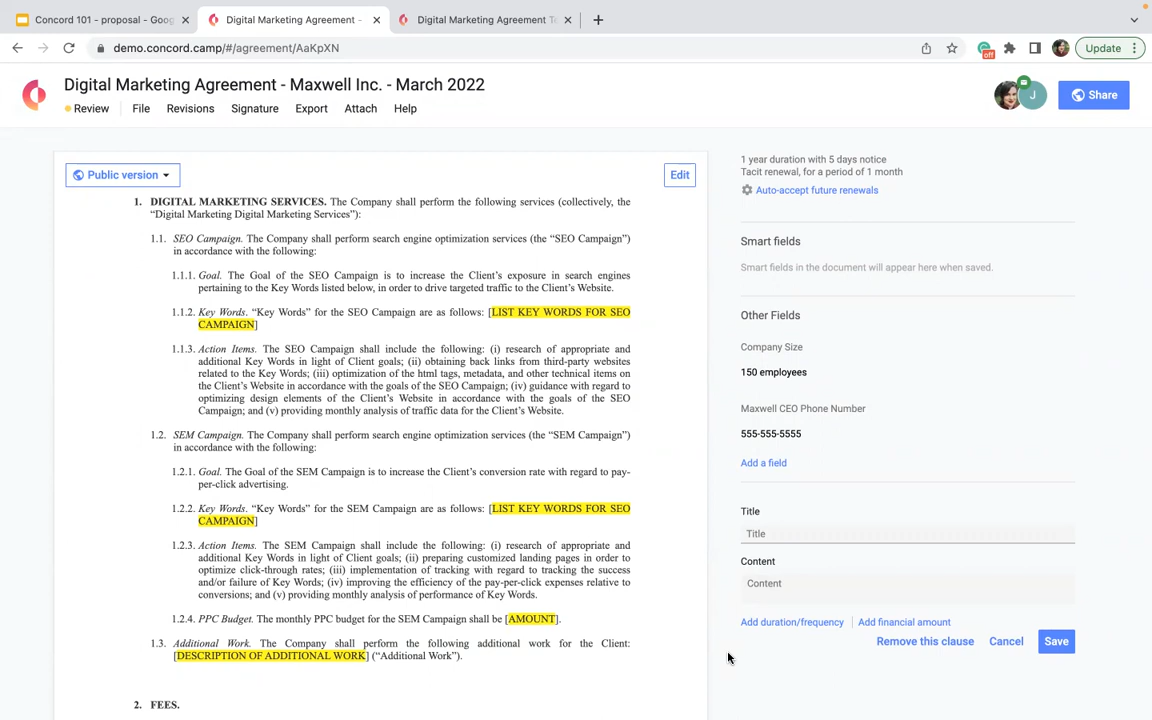 Concord 101 - proposal - Goog
Digital Marketing Agreement -
Digital Marketing Agreement Te
demo.concord.camp/#/agreement/AaKpXN
off
Update
Digital Marketing Agreement - Maxwell Inc. - March 2022
Review File Revisions Signature Export Attach Help
J
Share
Public version
Edit
1. DIGITAL MARKETING SERVICES. The Company shall perform the following services (collectively, the
“Digital Marketing Digital Marketing Services”):
1.1. SEO Campaign. The Company shall perform search engine optimization services (the “SEO Campaign”)
in accordance with the following:
1.1.1. Goal. The Goal of the SEO Campaign is to increase the Client’s exposure in search engines
pertaining to the Key Words listed below, in order to drive targeted traffic to the Client’s Website.
1.1.2. Key Words. “Key Words” for the SEO Campaign are as follows: [LIST KEY WORDS FOR SEO
CAMPAIGN]
1.1.3. Action Items. The SEO Campaign shall include the following: (i) research of appropriate and
additional Key Words in light of Client goals; (ii) obtaining back links from third-party websites
related to the Key Words; (iii) optimization of the html tags, metadata, and other technical items on
the Client’s Website in accordance with the goals of the SEO Campaign; (iv) guidance with regard to
optimizing design elements of the Client’s Website in accordance with the goals of the SEO
Campaign; and (v) providing monthly analysis of traffic data for the Client’s Website.
1.2. SEM Campaign. The Company shall perform search engine optimization services (the “SEM Campaign”)
in accordance with the following:
1.2.1. Goal. The Goal of the SEM Campaign is to increase the Client’s conversion rate with regard to pay-
per-click advertising.
1.2.2. Key Words. “Key Words” for the SEM Campaign are as follows: [LIST KEY WORDS FOR SEO
CAMPAIGN]
1.2.3. Action Items. The SEM Campaign shall include the following: (i) research of appropriate and
additional Key Words in light of Client goals; (ii) preparing customized landing pages in order to
optimize click-through rates; (iii) implementation of tracking with regard to tracking the success
and/or failure of Key Words; (iv) improving the efficiency of the pay-per-click expenses relative to
conversions; and (v) providing monthly analysis of performance of Key Words.
1.2.4. PPC Budget. The monthly PPC budget for the SEM Campaign shall be [AMOUNT].
1.3. Additional Work. The Company shall perform the following additional work for the Client:
[DESCRIPTION OF ADDITIONAL WORK] (“Additional Work”).
2. FEES.
1 year duration with 5 days notice
Tacit renewal, for a period of 1 month
Auto-accept future renewals
Smart fields
Smart fields in the document will appear here when saved.
Other Fields
Company Size
150 employees
Maxwell CEO Phone Number
555-555-5555
Add a field
Title
Title
Content
Content
Add duration/frequency Add financial amount
Remove this clause Cancel Save